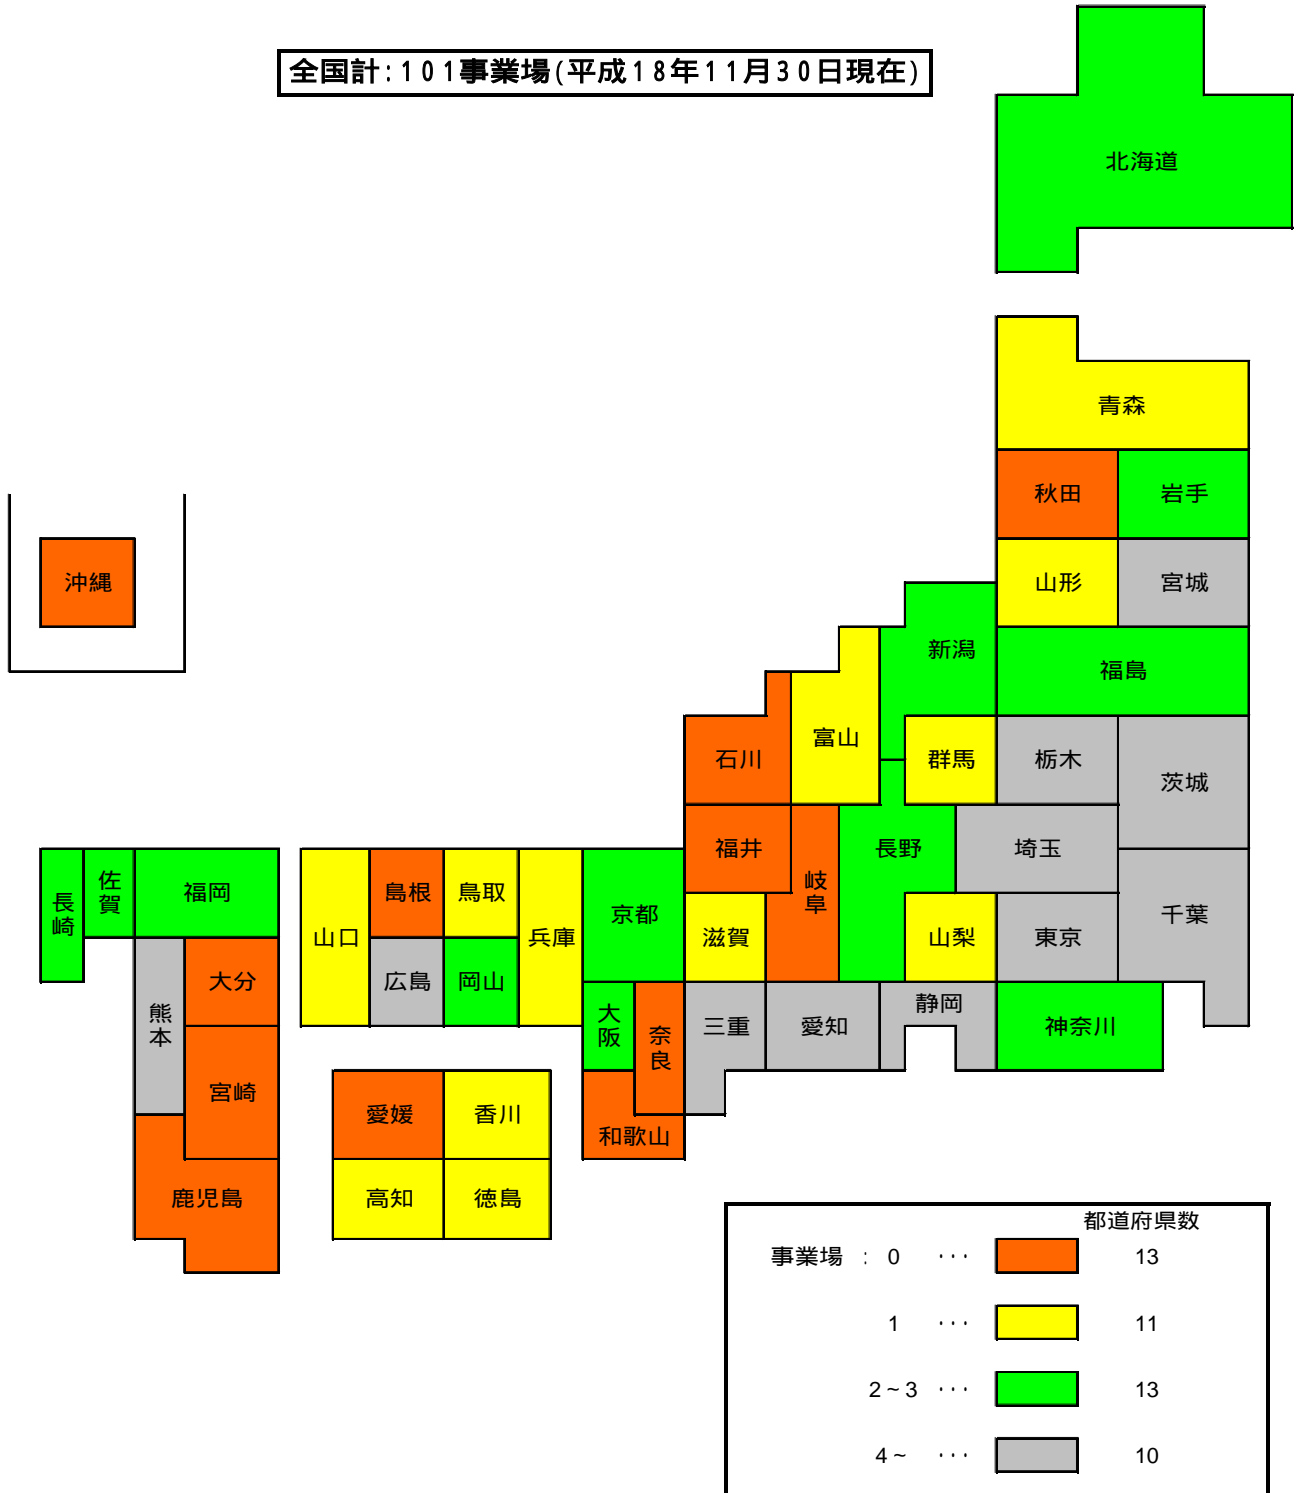 全国計:101事業場(平成18年11月30日現在)
北海道
青森
秋田
岩手
沖縄
山形
宮城
新潟
福島
富山
石川
群馬
栃木
茨城
福井
長野
埼玉
岐阜
長崎
佐賀
福岡
山口
島根
鳥取
兵庫
京都
滋賀
山梨
東京
千葉
大分
広島
岡山
熊本
大阪
奈良
三重
愛知
静岡
神奈川
宮崎
愛媛
香川
和歌山
鹿児島
高知
徳島
都道府県数
事業場 : 0 ··· 13
1 ··· 11
2~3 ··· 13
4~ ··· 10